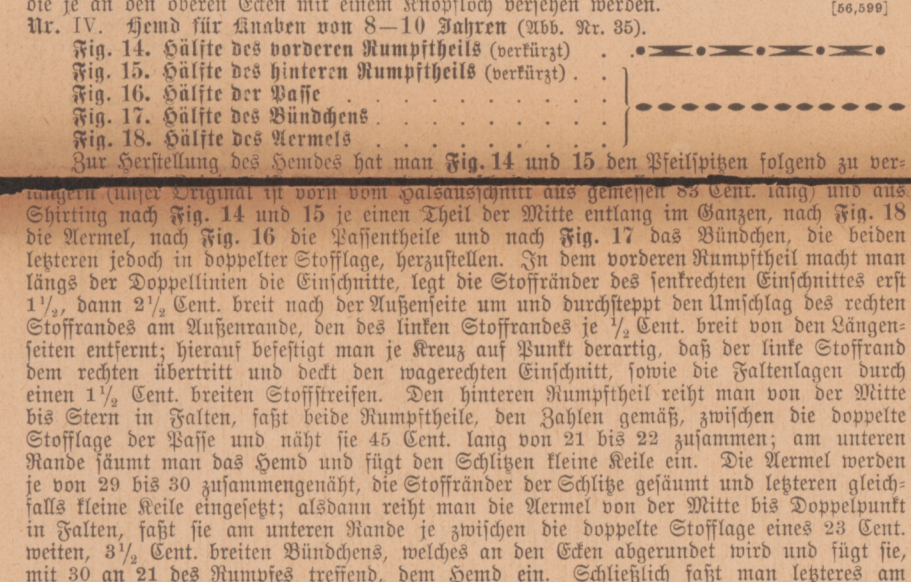 die je an den oberen Ecken mit einem Knopfloch versehen werden. [56,599]
Nr. IV. Hemd für Knaben von 8—10 Jahren (Abb. Nr. 35).
Fig. 14. Hälfte des vorderen Rumpftheils (verkürzt) . .
Fig. 15. Hälfte des hinteren Rumpftheils (verkürzt) . .
Fig. 16. Hälfte der Passe . . . . . . .
Fig. 17. Hälfte des Bündchens . . . . . .
Fig. 18. Hälfte des Aermels . . . . . .
Zur Herstellung des Hemdes hat man Fig. 14 und 15 den Pfeilspitzen folgend zu ver-
längern (unser Original ist vorn vom Halsausschnitt aus gemessen 83 Cent. lang) und aus
Shirting nach Fig. 14 und 15 je einen Theil der Mitte entlang im Ganzen, nach Fig. 18
die Aermel, nach Fig. 16 die Passentheile und nach Fig. 17 das Bündchen, die beiden
letzteren jedoch in doppelter Stofflage, herzustellen. In dem vorderen Rumpftheil macht man
längs der Doppellinien die Einschnitte, legt die Stoffränder des senkrechten Einschnittes erst
1½, dann 2½ Cent. breit nach der Außenseite um und durchsteppt den Umschlag des rechten
Stoffrandes am Außenrande, den des linken Stoffrandes je ½ Cent. breit von den Längen-
seiten entfernt; hierauf befestigt man je Kreuz auf Punkt derartig, daß der linke Stoffrand
dem rechten übertritt und deckt den wagerechten Einschnitt, sowie die Faltenlagen durch
einen 1½ Cent. breiten Stoffstreifen. Den hinteren Rumpftheil reiht man von der Mitte
bis Stern in Falten, faßt beide Rumpftheile, den Zahlen gemäß, zwischen die doppelte
Stofflage der Passe und näht sie 45 Cent. lang von 21 bis 22 zusammen; am unteren
Rande säumt man das Hemd und fügt den Schlitzen kleine Keile ein. Die Aermel werden
je von 29 bis 30 zusammengenäht, die Stoffränder der Schlitze gesäumt und letzteren gleich-
falls kleine Keile eingesetzt; alsdann reiht man die Aermel von der Mitte bis Doppelpunkt
in Falten, faßt sie am unteren Rande je zwischen die doppelte Stofflage eines 23 Cent.
weiten, 3½ Cent. breiten Bündchens, welches an den Ecken abgerundet wird und fügt sie,
mit 30 an 21 des Rumpfes treffend, dem Hemd ein. Schließlich faßt man letzteres am